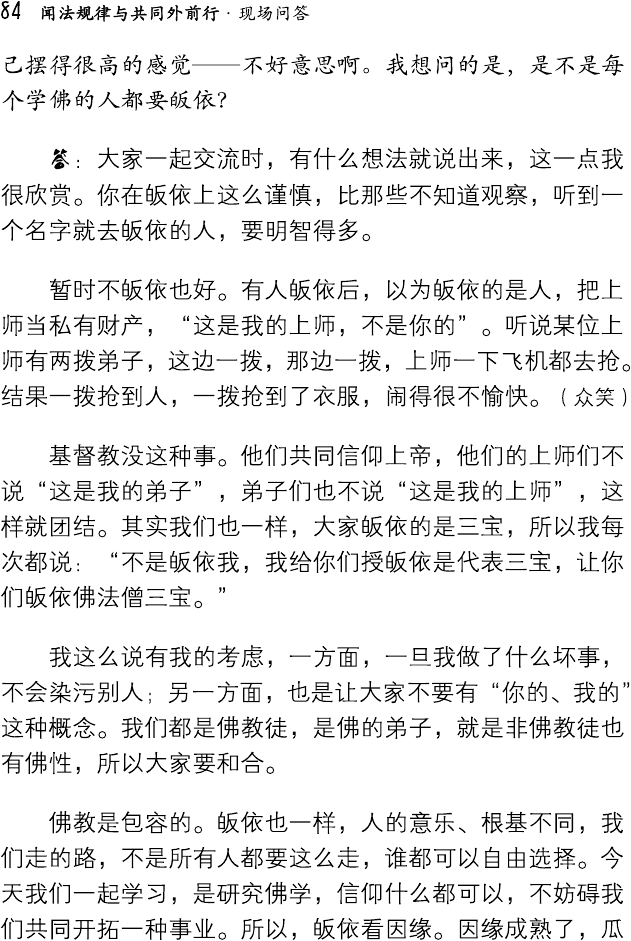 84 闻法规律与共同外前行·现场问答
己摆得很高的感觉——不好意思啊。我想问的是，是不是每
个学佛的人都要皈依？
答：大家一起交流时，有什么想法就说出来，这一点我
很欣赏。你在皈依上这么谨慎，比那些不知道观察，听到一
个名字就去皈依的人，要明智得多。
暂时不皈依也好。有人皈依后，以为皈依的是人，把上
师当私有财产，“这是我的上师，不是你的”。听说某位上
师有两拨弟子，这边一拨，那边一拨，上师一下飞机都去抢。
结果一拨抢到人，一拨抢到了衣服，闹得很不愉快。（众笑）
基督教没这种事。他们共同信仰上帝，他们的上师们不
说“这是我的弟子”，弟子们也不说“这是我的上师”，这
样就团结。其实我们也一样，大家皈依的是三宝，所以我每
次都说：“不是皈依我，我给你们授皈依是代表三宝，让你
们皈依佛法僧三宝。”
我这么说有我的考虑，一方面，一旦我做了什么坏事，
不会染污别人；另一方面，也是让大家不要有“你的、我的”
这种概念。我们都是佛教徒，是佛的弟子，就是非佛教徒也
有佛性，所以大家要和合。
佛教是包容的。皈依也一样，人的意乐、根基不同，我
们走的路，不是所有人都要这么走，谁都可以自由选择。今
天我们一起学习，是研究佛学，信仰什么都可以，不妨碍我
们共同开拓一种事业。所以，皈依看因缘。因缘成熟了，瓜